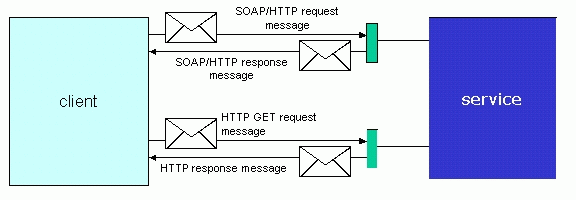 SOAP/HTTP request
message
SOAP/HTTP response
message
client
service
HTTP GET request
message
HTTP response message